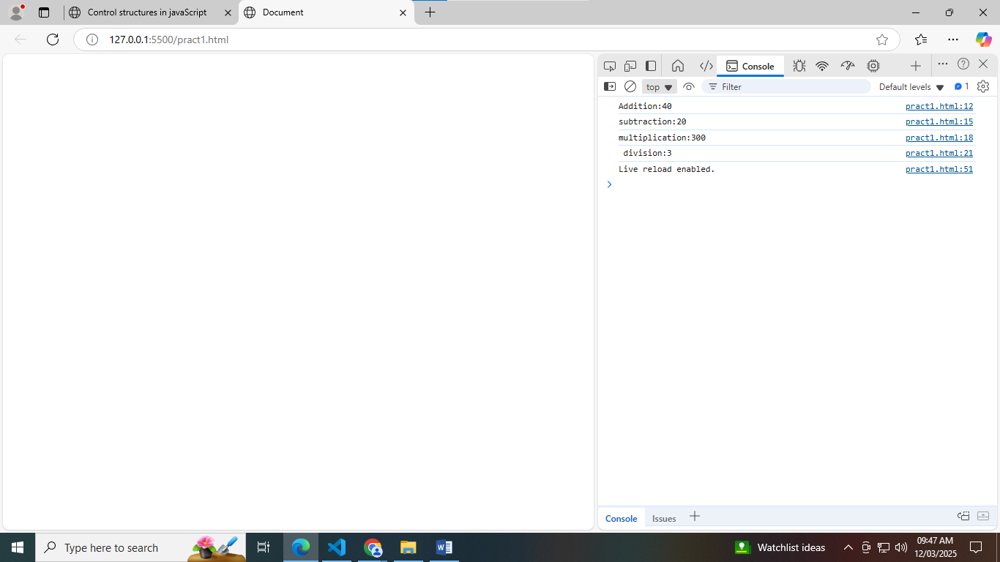 Control structures in javaScript
Document
127.0.0.1:5500/pract1.html
Console
top
Filter
Default levels
1
Addition:40 pract1.html:12
subtraction:20 pract1.html:15
multiplication:300 pract1.html:18
division:3 pract1.html:21
Live reload enabled. pract1.html:51
Console
Issues
Type here to search
Watchlist ideas
09:47 AM
12/03/2025